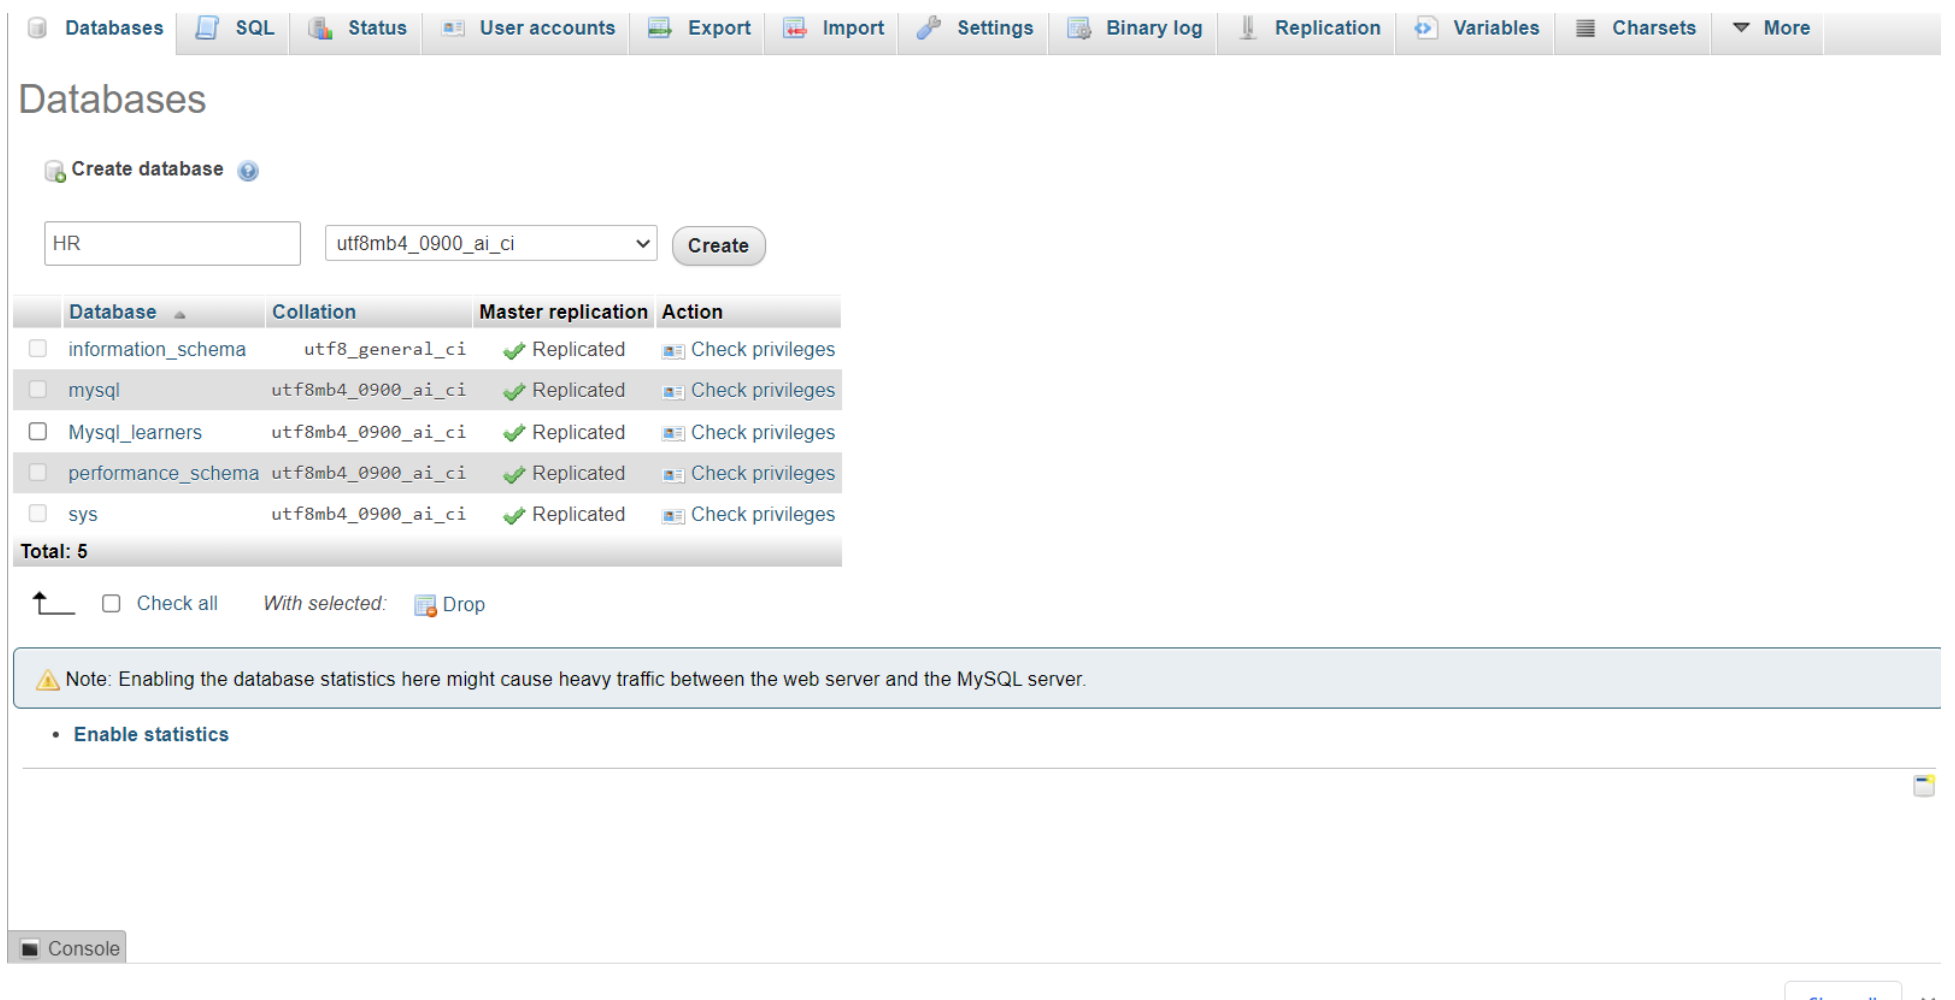 Databases SQL Status User accounts Export Import Settings Binary log Replication Variables Charsets More
Databases
Create database
HR utf8mb4_0900_ai_ci Create
Database Collation Master replication Action
information_schema utf8_general_ci Replicated Check privileges
mysql utf8mb4_0900_ai_ci Replicated Check privileges
Mysql_learners utf8mb4_0900_ai_ci Replicated Check privileges
performance_schema utf8mb4_0900_ai_ci Replicated Check privileges
sys utf8mb4_0900_ai_ci Replicated Check privileges
Total: 5
Check all With selected: Drop
Note: Enabling the database statistics here might cause heavy traffic between the web server and the MySQL server.
• Enable statistics
Console